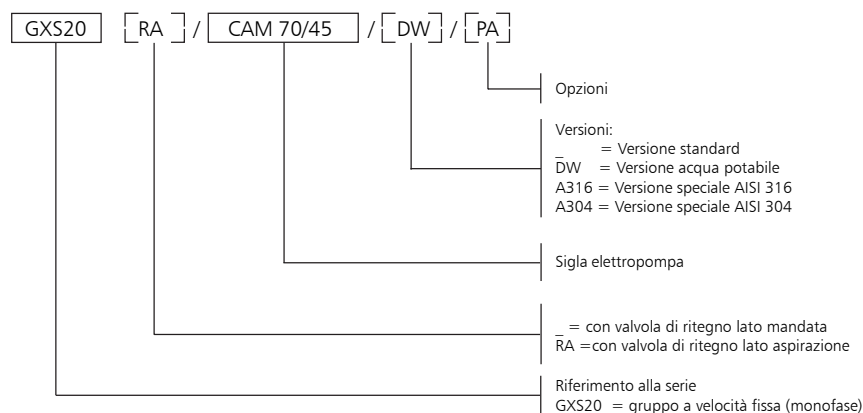 GXS20 [RA] / CAM 70/45 / [DW] / [PA]
Opzioni
Versioni:
_ = Versione standard
DW = Versione acqua potabile
A316 = Versione speciale AISI 316
A304 = Versione speciale AISI 304
Sigla elettropompa
_ = con valvola di ritegno lato mandata
RA =con valvola di ritegno lato aspirazione
Riferimento alla serie
GXS20 = gruppo a velocità fissa (monofase)